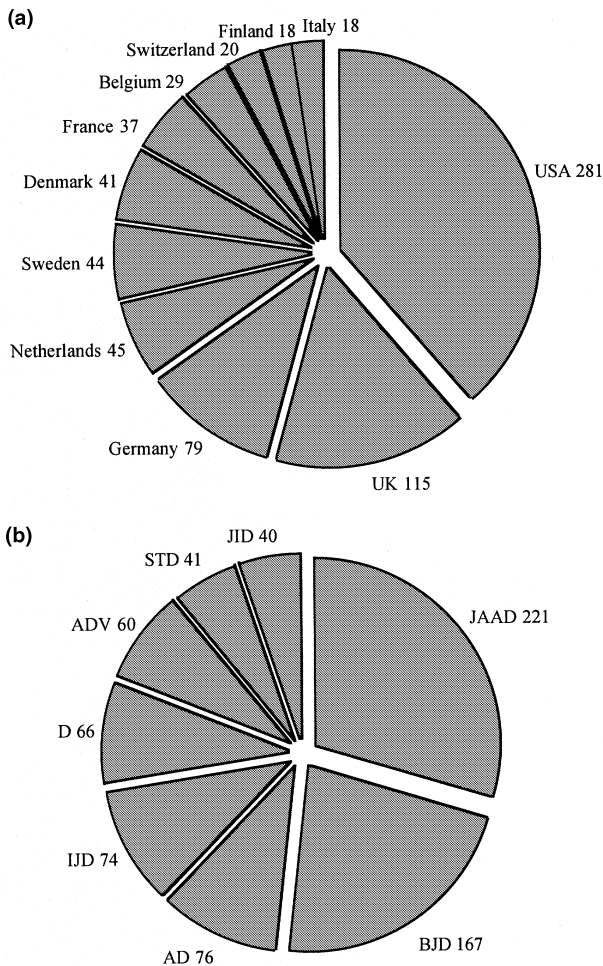 (a)
Finland 18
Italy 18
Switzerland 20
Belgium 29
France 37
USA 281
Denmark 41
Sweden 44
Netherlands 45
Germany 79
UK 115
(b)
JID 40
STD 41
JAAD 221
ADV 60
D 66
IJD 74
BJD 167
AD 76